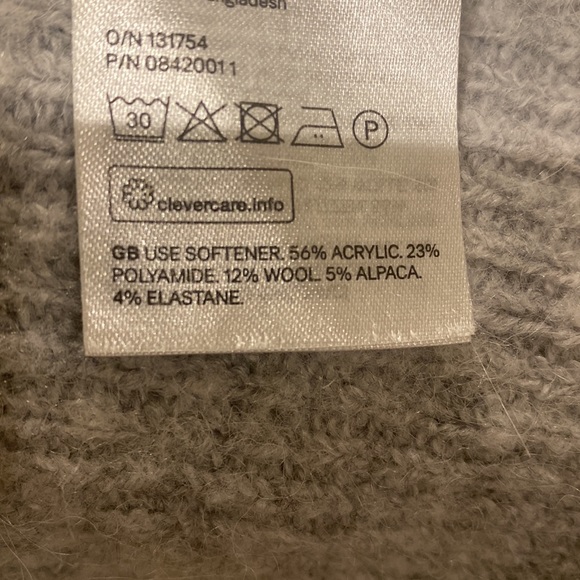 O/N 131754
P/N 08420011
30 P
clevercare.info
GB USE SOFTENER. 56% ACRYLIC. 23%
POLYAMIDE. 12% WOOL. 5% ALPACA.
4% ELASTANE.